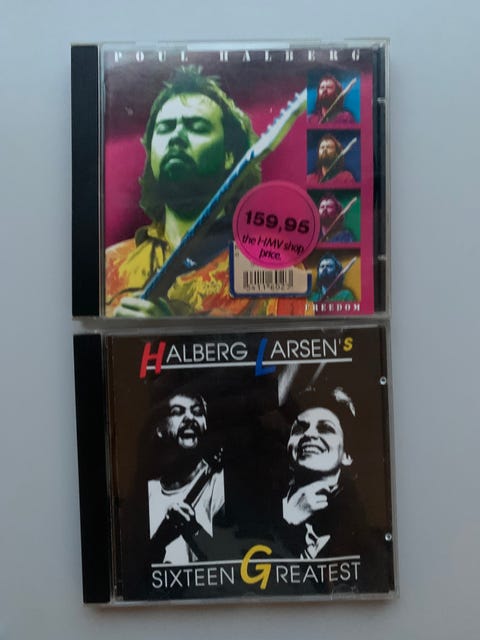 POUL HALBERG
159,95
the HMV shop
price.
FREEDOM
HALBERG LARSEN'S
SIXTEEN GREATEST